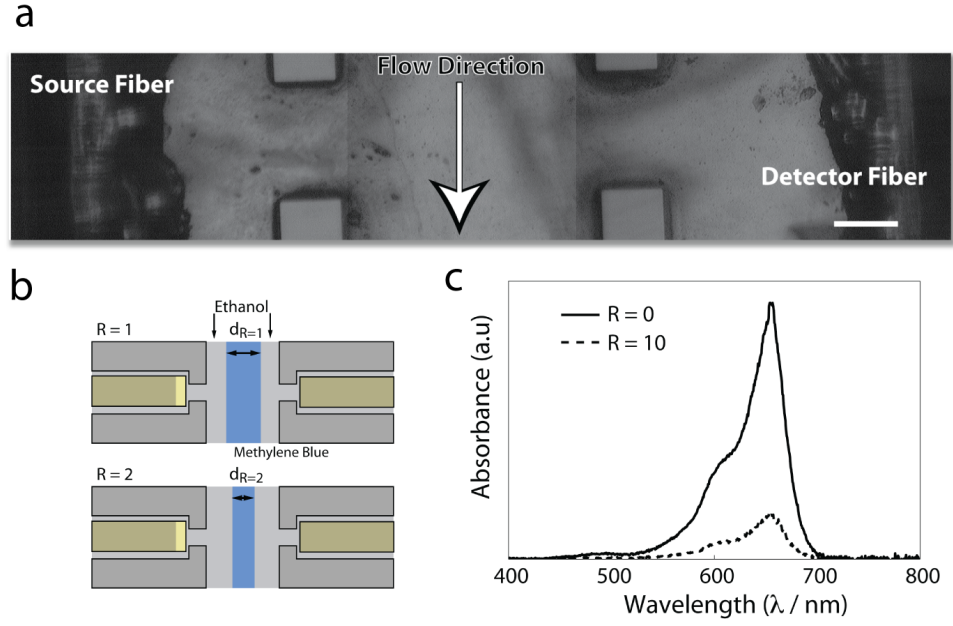 a
Source Fiber
Flow Direction
Detector Fiber
b
Ethanol
R = 1
dR=1
Methylene Blue
R = 2
dR=2
c
R = 0
R = 10
Absorbance (a.u)
400
500
600
700
800
Wavelength (λ / nm)